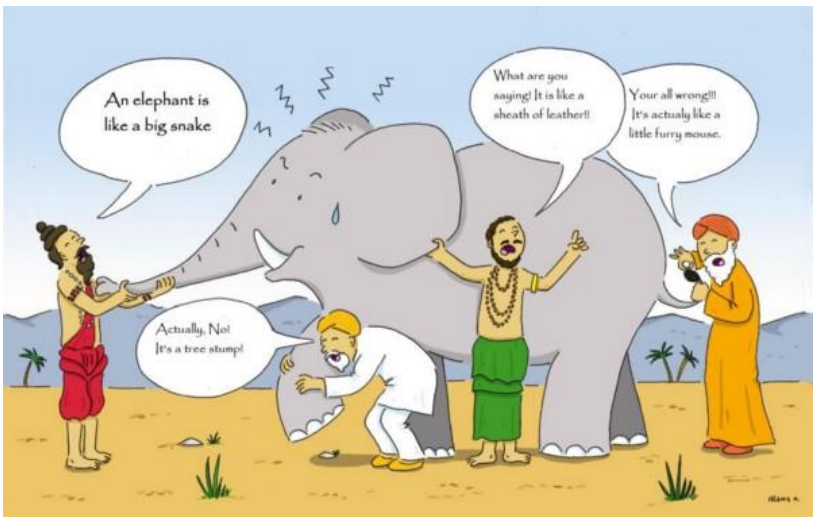 An elephant is
like a big snake
What are you
saying! It is like a
sheath of leather!!
Your all wrong!!!
It's actualy like a
little furry mouse.
Actually, No!
It's a tree stump!